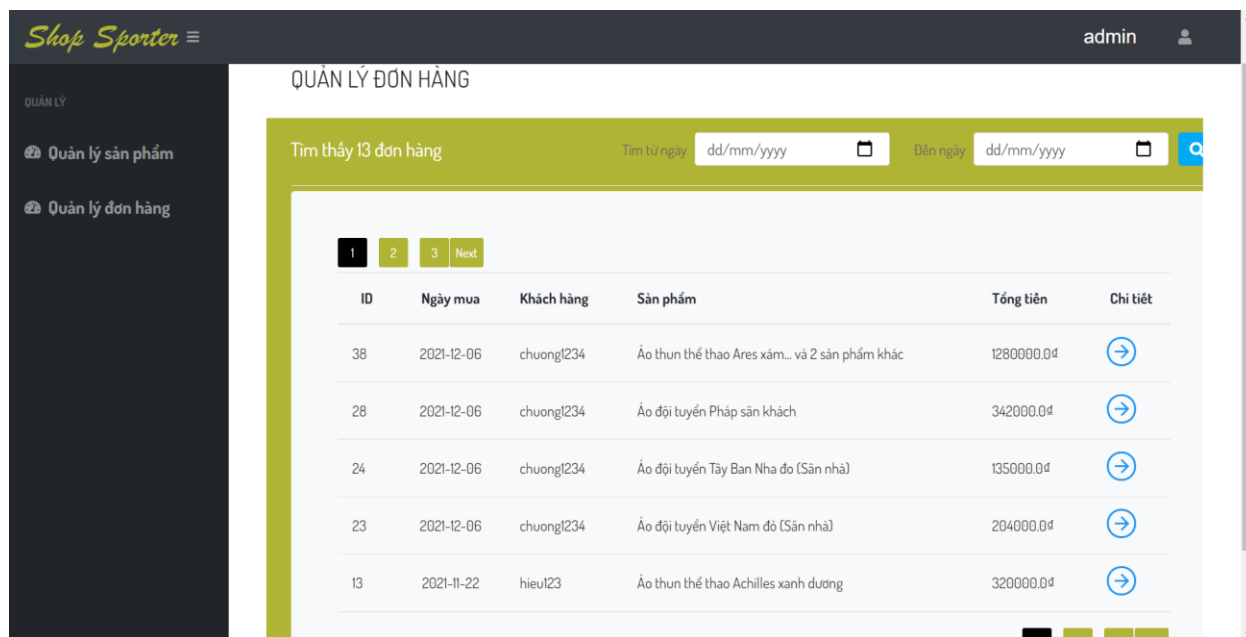 Shop Sporter
admin
QUẢN LÝ
Quản lý sản phẩm
Quản lý đơn hàng
QUẢN LÝ ĐƠN HÀNG
Tìm thấy 13 đơn hàng Tìm từ ngày dd/mm/yyyy Đến ngày dd/mm/yyyy
1 2 3 Next
ID Ngày mua Khách hàng Sản phẩm Tổng tiền Chi tiết
38 2021-12-06 chuong1234 Áo thun thể thao Ares xám... và 2 sản phẩm khác 1280000.0₫
28 2021-12-06 chuong1234 Áo đội tuyển Pháp sân khách 342000.0₫
24 2021-12-06 chuong1234 Áo đội tuyển Tây Ban Nha đo (Sân nhà) 135000.0₫
23 2021-12-06 chuong1234 Áo đội tuyển Việt Nam đỏ (Sân nhà) 204000.0₫
13 2021-11-22 hieu123 Áo thun thể thao Achilles xanh dương 320000.0₫